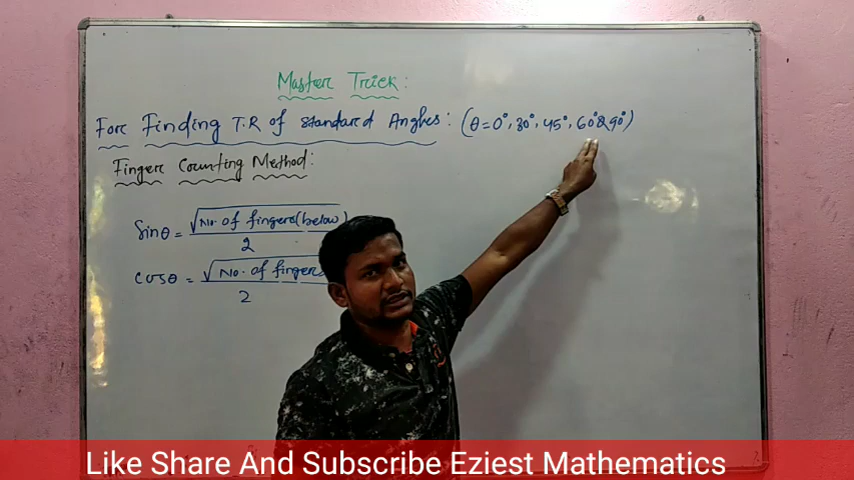 Master Trick:
For Finding T.R of standard Angles: (θ=0°, 30°, 45°, 60°&90°)
Finger Counting Method:
Sinθ = √No. of fingers(below) / 2
cosθ = √No. of fingers / 2
Like Share And Subscribe Eziest Mathematics